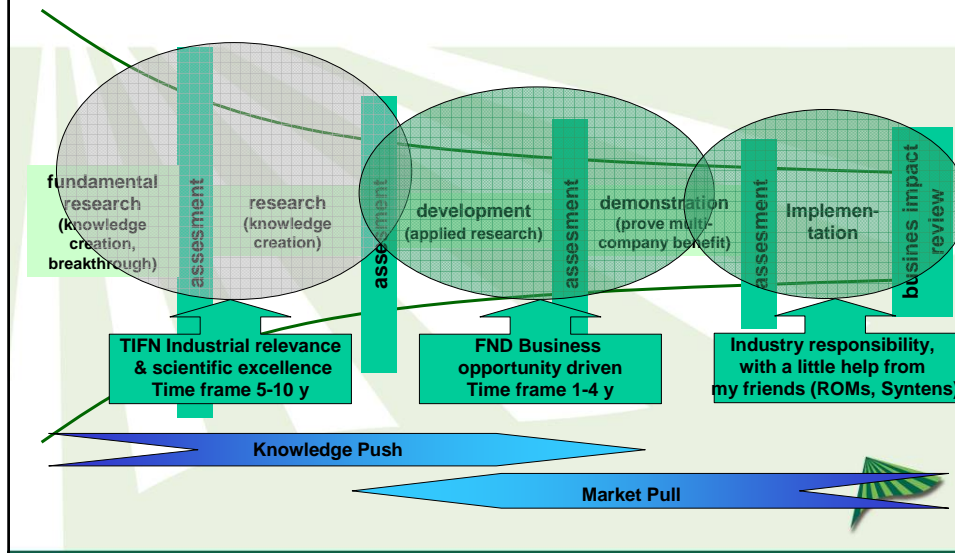 fundamental
research
(knowledge
creation,
breakthrough)
assesment
research
(knowledge
creation)
assesment
development
(applied research)
assesment
demonstration
(prove multi-
company benefit)
assesment
Implemen-
tation
busines impact
review
TIFN Industrial relevance
& scientific excellence
Time frame 5-10 y
FND Business
opportunity driven
Time frame 1-4 y
Industry responsibility,
with a little help from
my friends (ROMs, Syntens)
Knowledge Push
Market Pull